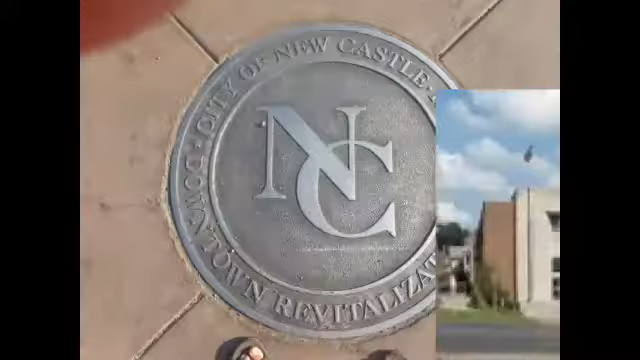 · CITY OF NEW CASTLE ·
NC
DOWNTOWN REVITALIZAT